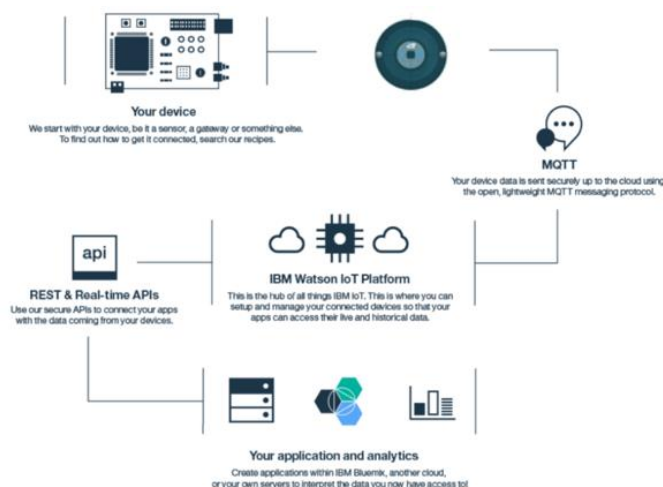 Your device
We start with your device, be it a sensor, a gateway or something else.
To find out how to get it connected, search our recipes.
MQTT
Your device data is sent securely up to the cloud using
the open, lightweight MQTT messaging protocol.
api
REST & Real-time APIs
Use our secure APIs to connect your apps
with the data coming from your devices.
IBM Watson IoT Platform
This is the hub of all things IBM IoT. This is where you can
setup and manage your connected devices so that your
apps can access their live and historical data.
Your application and analytics
Create applications within IBM Bluemix, another cloud,
or your own servers to interpret the data you now have access to!